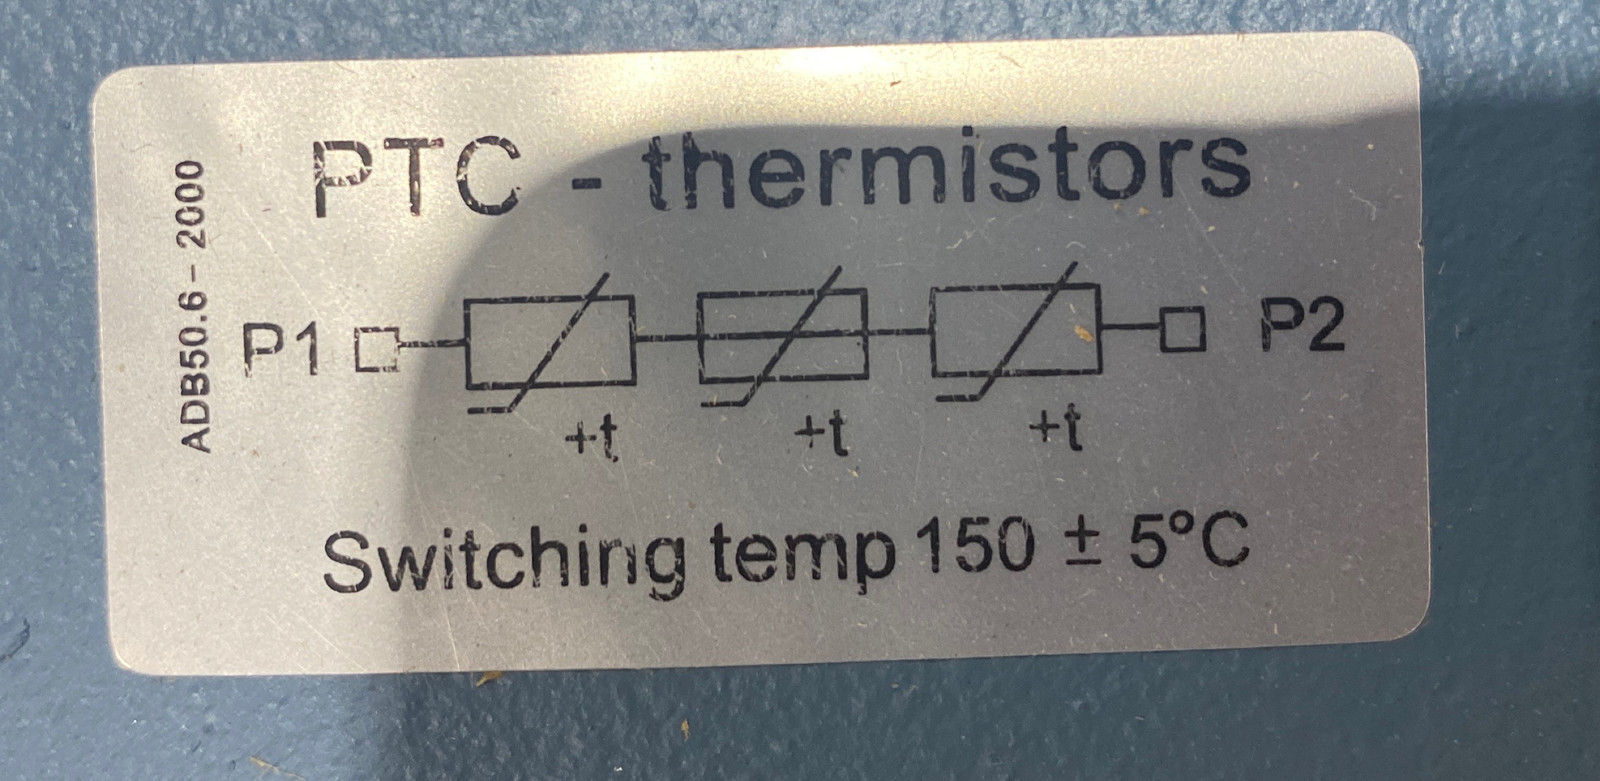 PTC - thermistors
ADB50.6 – 2000
P1
P2
+t
+t
+t
Switching temp 150 ± 5°C